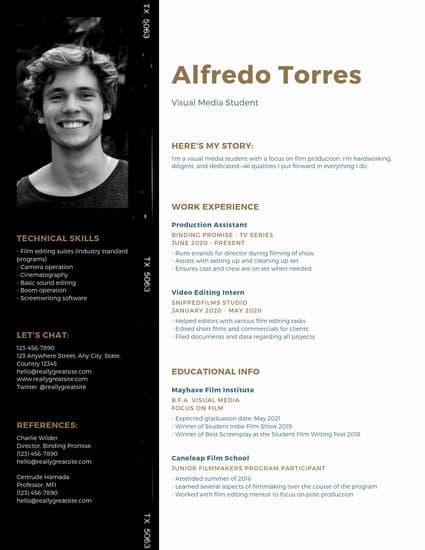 TX 5063
TECHNICAL SKILLS
- Film editing suites (industry standard
programs)
- Camera operation
- Cinematography
- Basic sound editing
- Boom operation
- Screenwriting software
TX 5063
LET'S CHAT:
123-456-7890
123 Anywhere Street, Any City, State,
Country 12345
hello@reallygreatsite.com
www.reallygreatsite.com
Twitter: @reallygreatsite
REFERENCES:
Charlie Wilder
Director, Binding Promise
(123) 456-7890
hello@reallygreatsite.com
Gertrude Hamada
Professor, MFI
(123) 456-7890
hello@reallygreatsite.com
TX 5063
Alfredo Torres
Visual Media Student
HERE'S MY STORY:
I'm a visual media student with a focus on film production. I'm hardworking,
diligent, and dedicated—all qualities I put forward in everything I do.
WORK EXPERIENCE
Production Assistant
BINDING PROMISE - TV SERIES
JUNE 2020 - PRESENT
- Runs errands for director during filming of show
- Assists with setting up and cleaning up set
- Ensures cast and crew are on set when needed
Video Editing Intern
SNIPPEDFILMS STUDIO
JANUARY 2020 - MAY 2020
- Helped editors with various film editing tasks
- Edited short films and commercials for clients
- Filed documents and data regarding all projects
EDUCATIONAL INFO
Mayhave Film Institute
B.F.A. VISUAL MEDIA
FOCUS ON FILM
- Expected graduation date: May 2021
- Winner of Student Indie Film Show 2019
- Winner of Best Screenplay at the Student Film Writing Fest 2018
Caneleap Film School
JUNIOR FILMMAKERS PROGRAM PARTICIPANT
- Attended summer of 2016
- Learned several aspects of filmmaking over the course of the program
- Worked with film editing mentor to focus on post-production